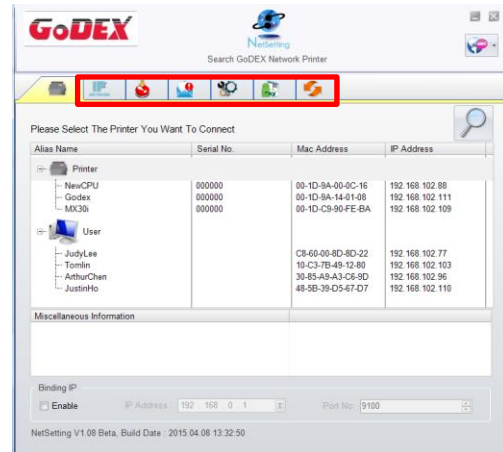 GoDEX
NetSetting
Search GoDEX Network Printer
IP
Please Select The Printer You Want To Connect
Alias Name Serial No. Mac Address IP Address
Printer
NewCPU 000000 00-1D-9A-00-0C-16 192.168.102.88
Godex 000000 00-1D-9A-14-01-08 192.168.102.111
MX30i 000000 00-1D-C9-90-FE-BA 192.168.102.109
User
JudyLee C8-60-00-8D-8D-22 192.168.102.77
Tomlin 10-C3-7B-49-12-80 192.168.102.103
ArthurChen 30-85-A9-A3-C6-9D 192.168.102.96
JustinHo 48-5B-39-D5-67-D7 192.168.102.110
Miscellaneous Information
Binding IP
Enable IP Address : 192 . 168 . 0 . 1 Port No: 9100
NetSetting V1.08 Beta, Build Date : 2015.04.08 13:32:50